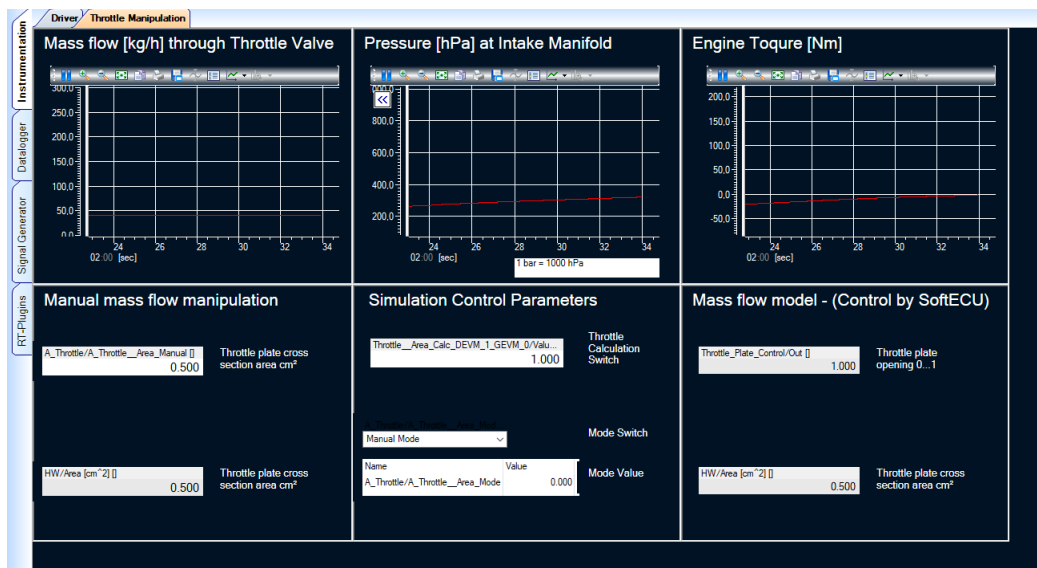 Driver
Throttle Manipulation
Instrumentation
Datalogger
Signal Generator
RT-Plugins
Mass flow [kg/h] through Throttle Valve
300,0
250,0
200,0
150,0
100,0
50,0
0,0
24 26 28 30 32 34
02:00 [sec]
Pressure [hPa] at Intake Manifold
800,0
600,0
400,0
200,0
24 26 28 30 32 34
02:00 [sec]
1 bar = 1000 hPa
Engine Toqure [Nm]
200,0
150,0
100,0
50,0
0,0
-50,0
24 26 28 30 32 34
02:00 [sec]
Manual mass flow manipulation
A_Throttle/A_Throttle__Area_Manual []
0.500
Throttle plate cross
section area cm²
HW/Area [cm^2] []
0.500
Throttle plate cross
section area cm²
Simulation Control Parameters
Throttle__Area_Calc_DEVM_1_GEVM_0/Valu...
1.000
Throttle
Calculation
Switch
Manual Mode
Mode Switch
Name Value
A_Throttle/A_Throttle__Area_Mode 0.000
Mode Value
Mass flow model - (Control by SoftECU)
Throttle_Plate_Control/Out []
1.000
Throttle plate
opening 0...1
HW/Area [cm^2] []
0.500
Throttle plate cross
section area cm²